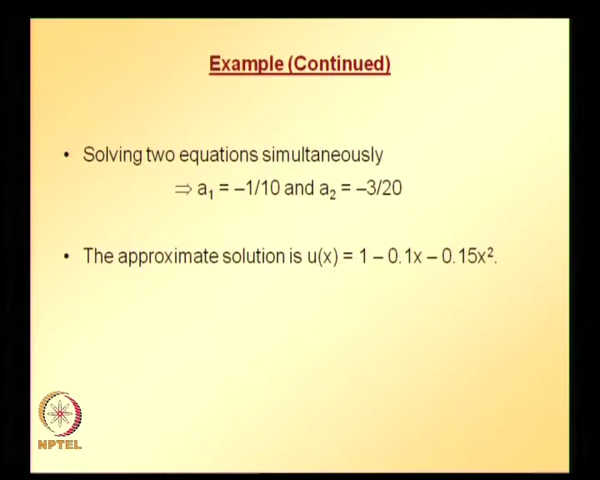 Example (Continued)
• Solving two equations simultaneously
⇒ a₁ = –1/10 and a₂ = –3/20
• The approximate solution is u(x) = 1 – 0.1x – 0.15x².
NPTEL